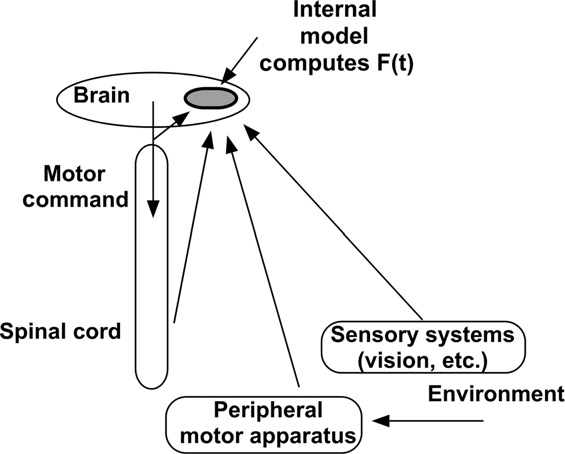 Internal
model
computes F(t)
Brain
Motor
command
Spinal cord
Sensory systems
(vision, etc.)
Environment
Peripheral
motor apparatus